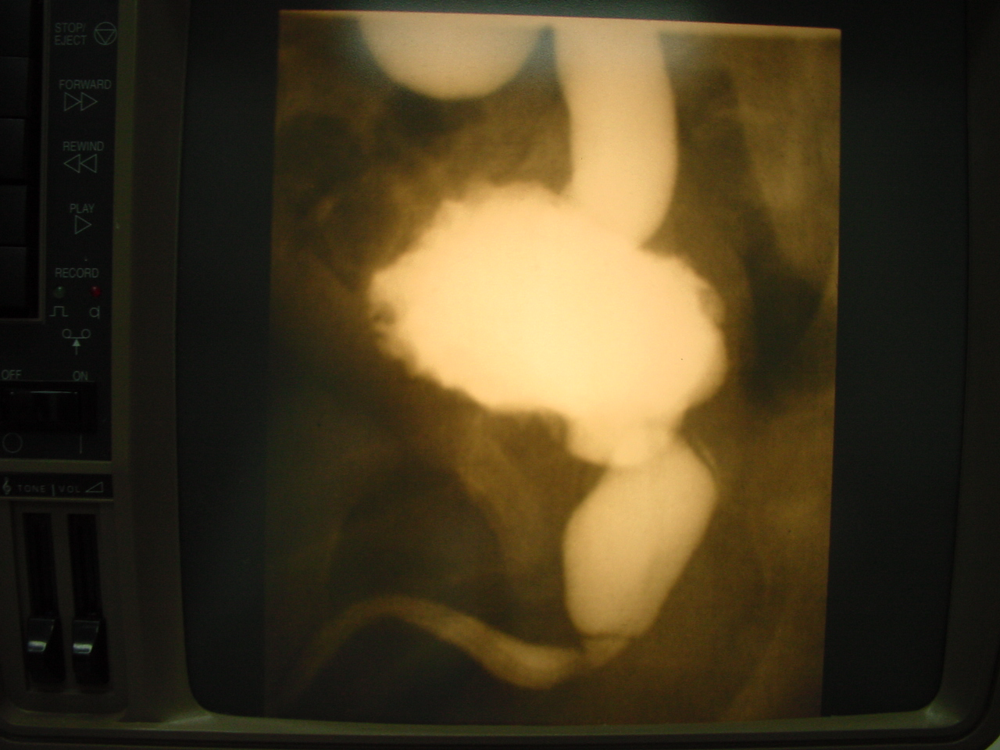 STOP/
EJECT
FORWARD
REWIND
PLAY
RECORD
OFF ON
TONE VOL